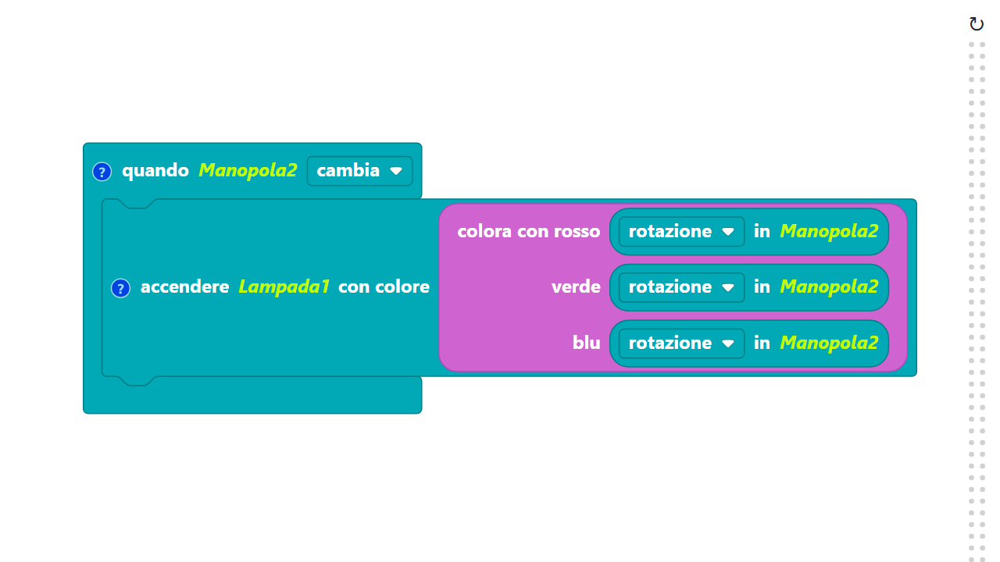 ↻
? quando Manopola2 cambia
colora con rosso rotazione in Manopola2
? accendere Lampada1 con colore verde rotazione in Manopola2
blu rotazione in Manopola2